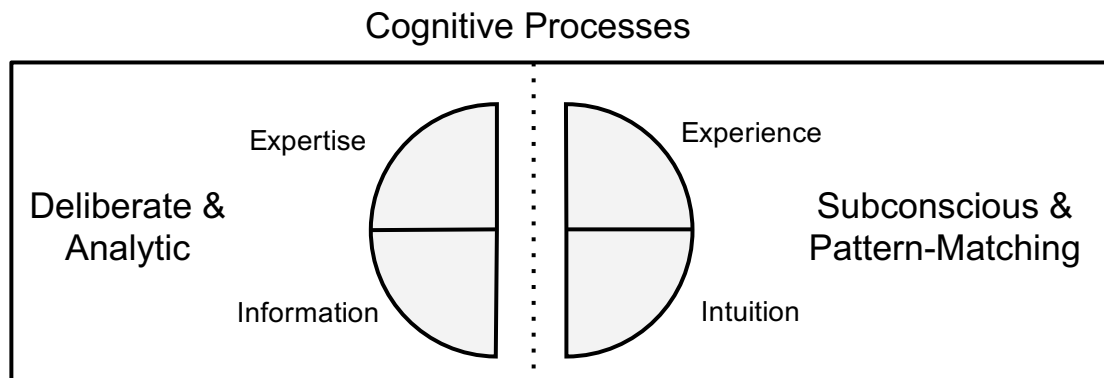 Cognitive Processes
Expertise
Experience
Deliberate &
Analytic
Subconscious &
Pattern-Matching
Information
Intuition